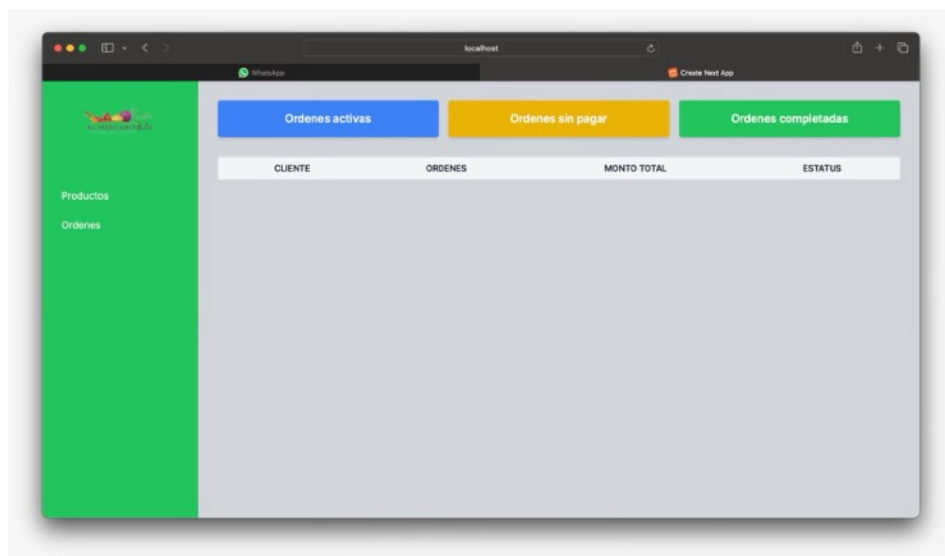 localhost
WhatsApp
Create Next App
Ordenes activas
Ordenes sin pagar
Ordenes completadas
CLIENTE
ORDENES
MONTO TOTAL
ESTATUS
Productos
Ordenes